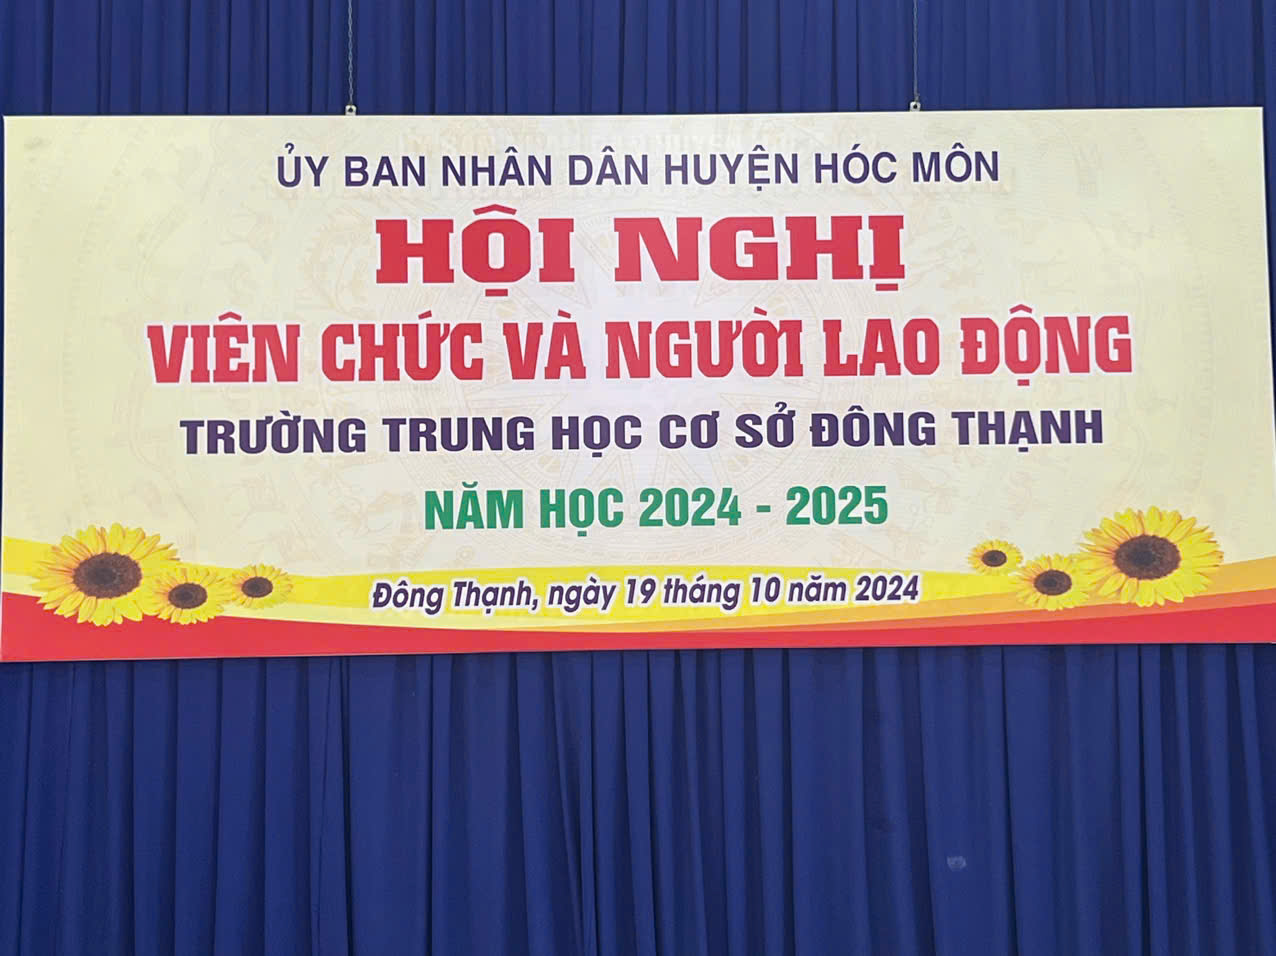 ỦY BAN NHÂN DÂN HUYỆN HÓC MÔN
HỘI NGHỊ
VIÊN CHỨC VÀ NGƯỜI LAO ĐỘNG
TRƯỜNG TRUNG HỌC CƠ SỞ ĐÔNG THẠNH
NĂM HỌC 2024 - 2025
Đông Thạnh, ngày 19 tháng 10 năm 2024